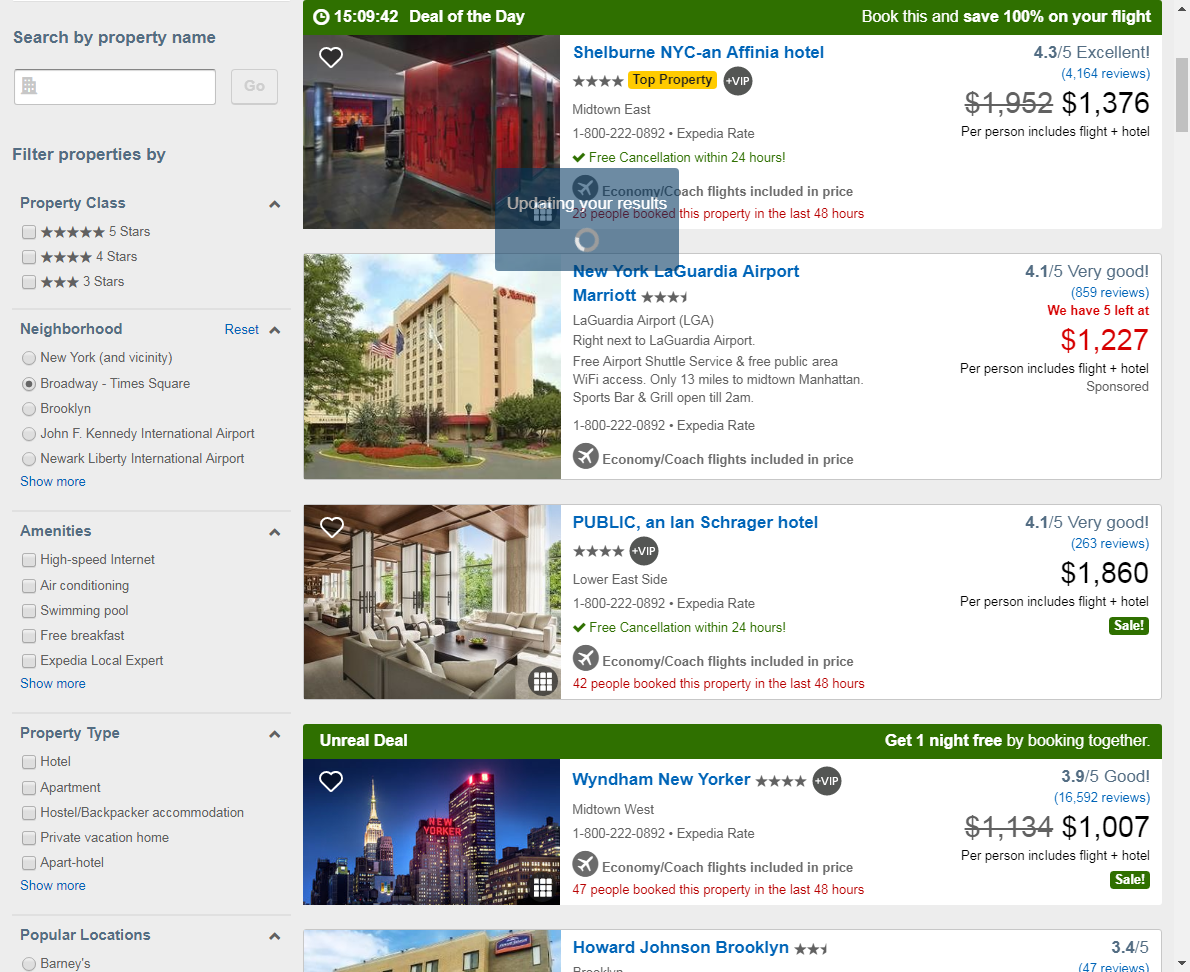 Search by property name
Go
Filter properties by
Property Class
5 Stars
4 Stars
3 Stars
Neighborhood Reset
New York (and vicinity)
Broadway - Times Square
Brooklyn
John F. Kennedy International Airport
Newark Liberty International Airport
Show more
Amenities
High-speed Internet
Air conditioning
Swimming pool
Free breakfast
Expedia Local Expert
Show more
Property Type
Hotel
Apartment
Hostel/Backpacker accommodation
Private vacation home
Apart-hotel
Show more
Popular Locations
Barney's
15:09:42 Deal of the Day Book this and save 100% on your flight
Shelburne NYC-an Affinia hotel
Top Property +VIP
Midtown East
1-800-222-0892 • Expedia Rate
Free Cancellation within 24 hours!
Economy/Coach flights included in price
28 people booked this property in the last 48 hours
4.3/5 Excellent!
(4,164 reviews)
$1,952 $1,376
Per person includes flight + hotel
Updating your results
New York LaGuardia Airport
Marriott
LaGuardia Airport (LGA)
Right next to LaGuardia Airport.
Free Airport Shuttle Service & free public area
WiFi access. Only 13 miles to midtown Manhattan.
Sports Bar & Grill open till 2am.
1-800-222-0892 • Expedia Rate
Economy/Coach flights included in price
4.1/5 Very good!
(859 reviews)
We have 5 left at
$1,227
Per person includes flight + hotel
Sponsored
Marriott
PUBLIC, an Ian Schrager hotel
+VIP
Lower East Side
1-800-222-0892 • Expedia Rate
Free Cancellation within 24 hours!
Economy/Coach flights included in price
42 people booked this property in the last 48 hours
4.1/5 Very good!
(263 reviews)
$1,860
Per person includes flight + hotel
Sale!
Unreal Deal Get 1 night free by booking together.
NEW
YORKER
Wyndham New Yorker +VIP
Midtown West
1-800-222-0892 • Expedia Rate
Economy/Coach flights included in price
47 people booked this property in the last 48 hours
3.9/5 Good!
(16,592 reviews)
$1,134 $1,007
Per person includes flight + hotel
Sale!
Howard Johnson Brooklyn
Brooklyn
3.4/5
(47 reviews)